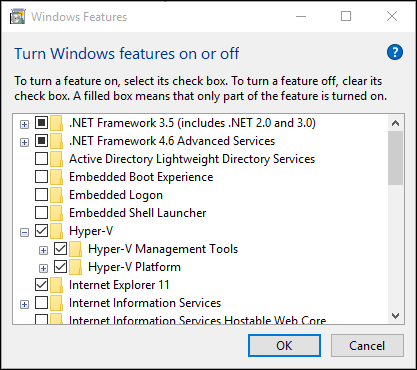 Windows Features
Turn Windows features on or off
To turn a feature on, select its check box. To turn a feature off, clear its
check box. A filled box means that only part of the feature is turned on.
.NET Framework 3.5 (includes .NET 2.0 and 3.0)
.NET Framework 4.6 Advanced Services
Active Directory Lightweight Directory Services
Embedded Boot Experience
Embedded Logon
Embedded Shell Launcher
Hyper-V
Hyper-V Management Tools
Hyper-V Platform
Internet Explorer 11
Internet Information Services
Internet Information Services Hostable Web Core
OK Cancel